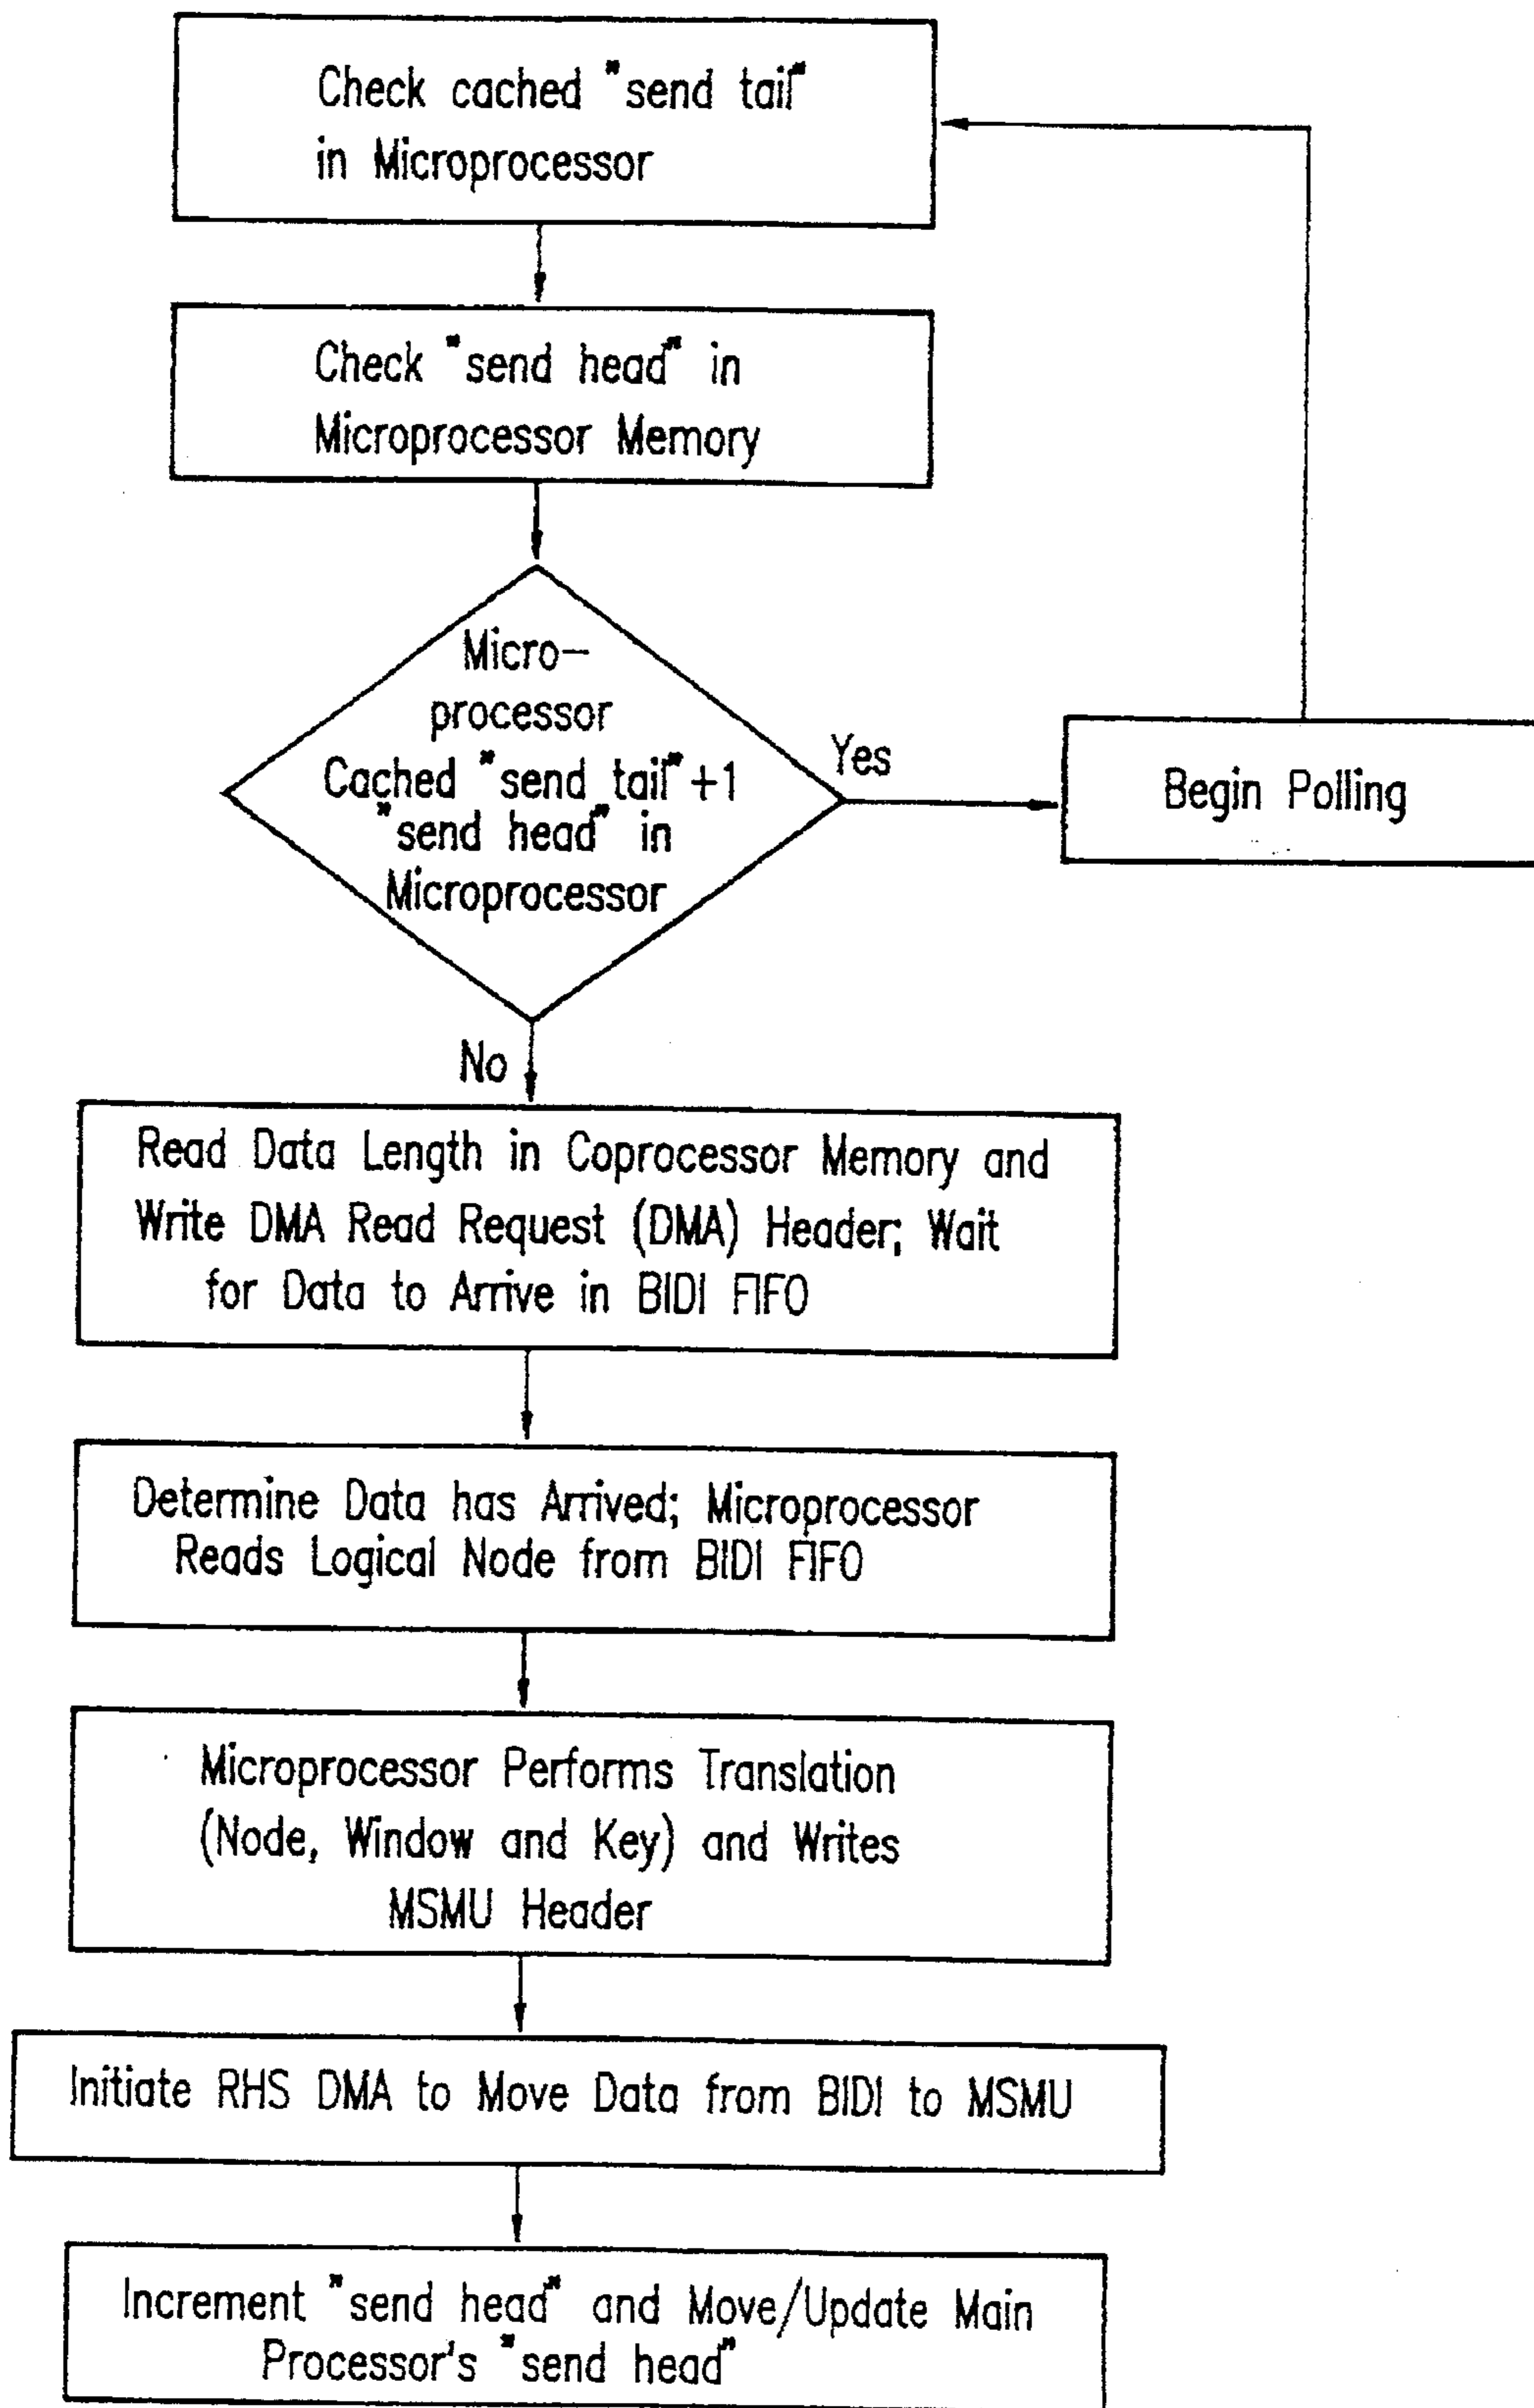 Check cached "send tail"
in Microprocessor
Check "send head" in
Microprocessor Memory
Micro-
processor
Cached "send tail"+1
"send head" in
Microprocessor
Yes
Begin Polling
No
Read Data Length in Coprocessor Memory and
Write DMA Read Request (DMA) Header; Wait
for Data to Arrive in BIDI FIFO
Determine Data has Arrived; Microprocessor
Reads Logical Node from BIDI FIFO
Microprocessor Performs Translation
(Node, Window and Key) and Writes
MSMU Header
Initiate RHS DMA to Move Data from BIDI to MSMU
Increment "send head" and Move/Update Main
Processor's "send head"